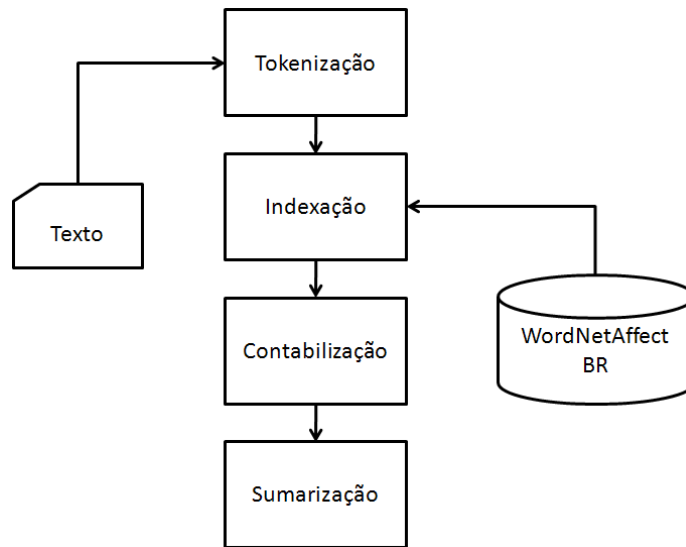 Tokenização
Indexação
Texto
WordNetAffect
BR
Contabilização
Sumarização